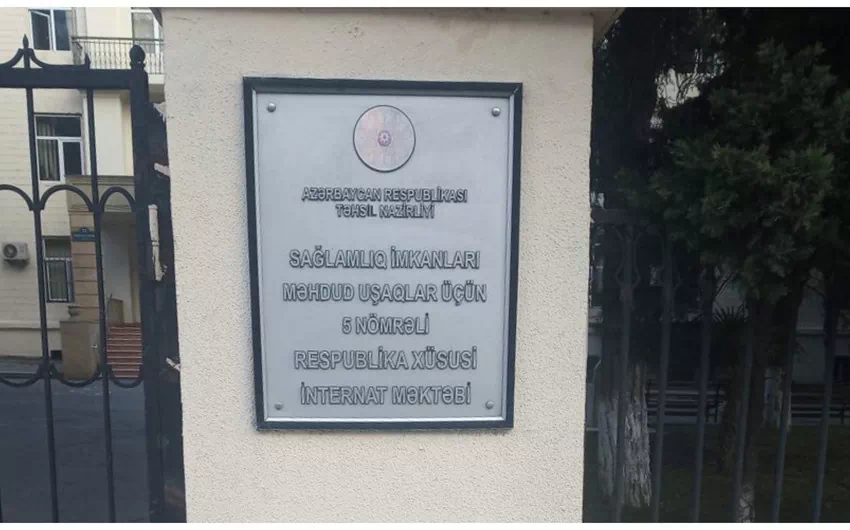 AZƏRBAYCAN RESPUBLİKASI
TƏHSİL NAZİRLİYİ
SAĞLAMLIQ İMKANLARI
MƏHDUD UŞAQLAR ÜÇÜN
5 NÖMRƏLİ
RESPUBLİKA XÜSUSİ
İNTERNAT MƏKTƏBİ